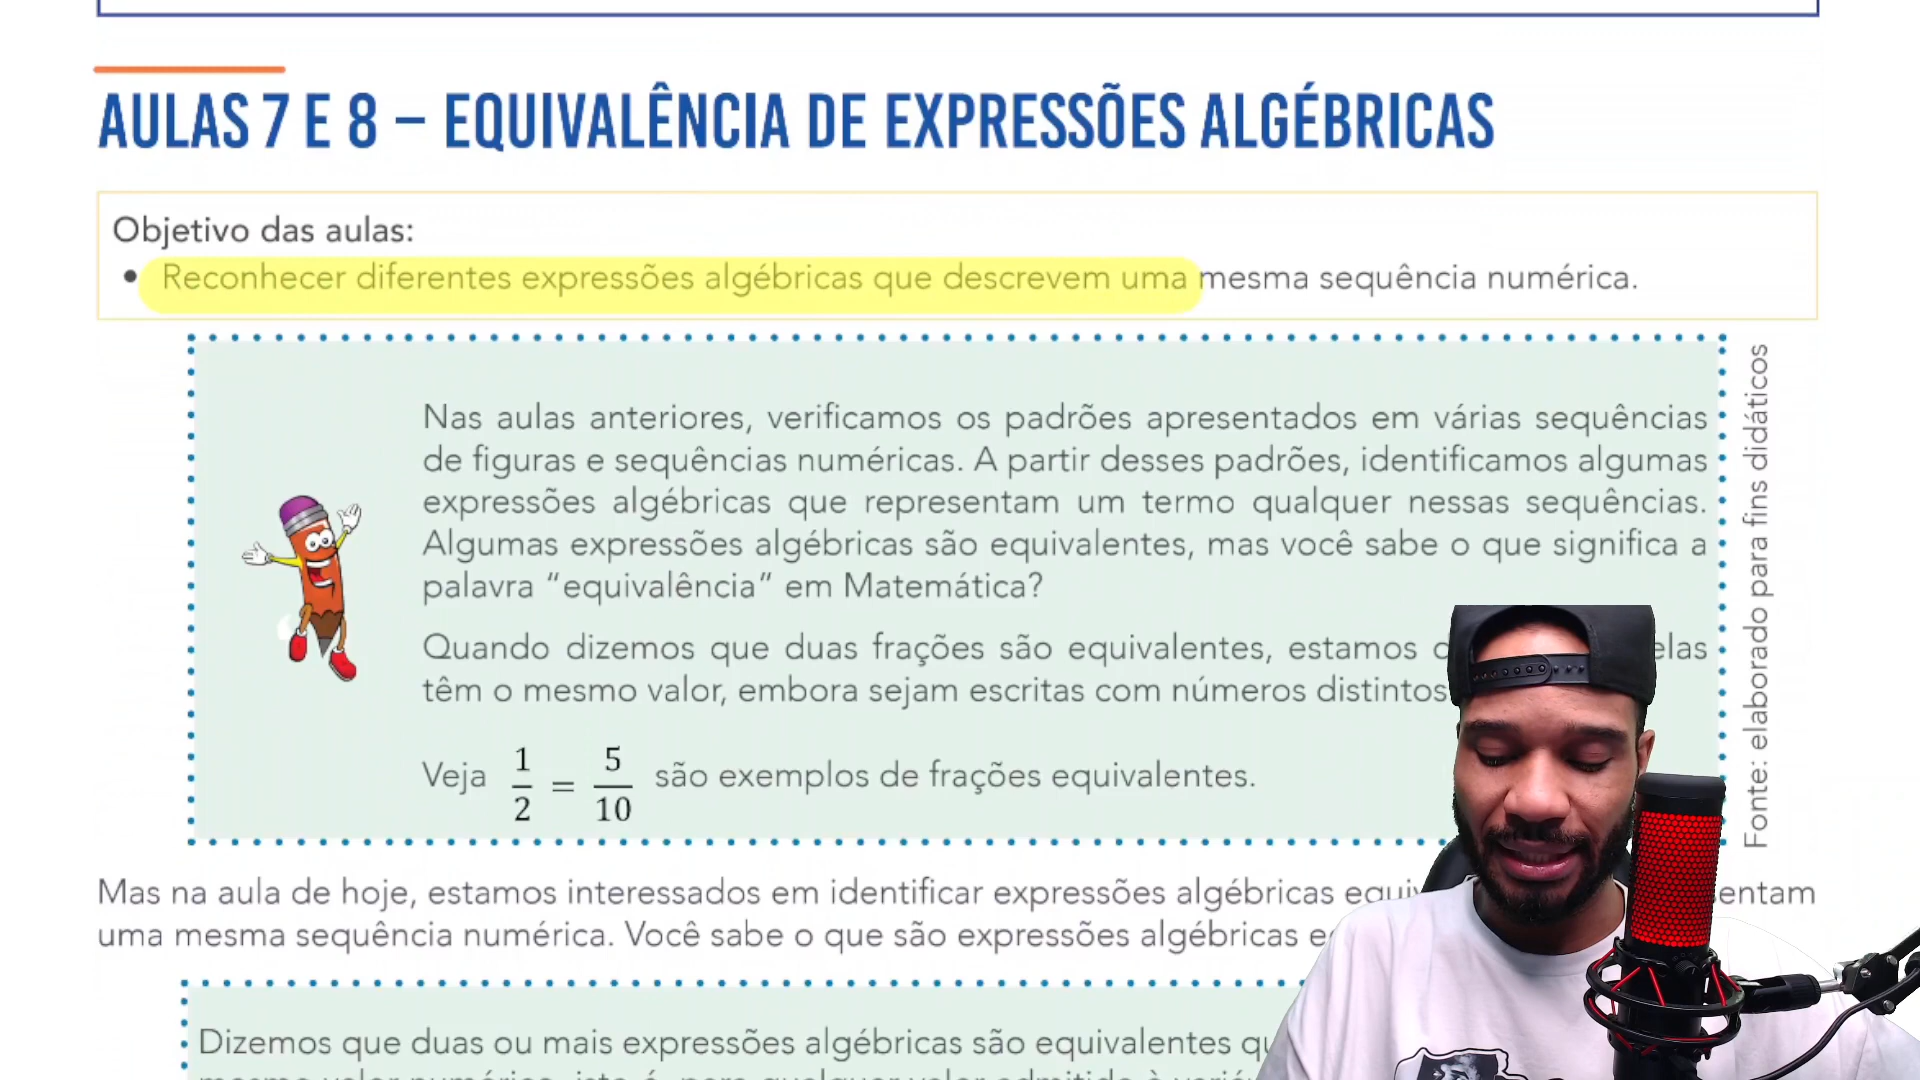 AULAS 7 E 8 – EQUIVALÊNCIA DE EXPRESSÕES ALGÉBRICAS
Objetivo das aulas:
• Reconhecer diferentes expressões algébricas que descrevem uma mesma sequência numérica.
Nas aulas anteriores, verificamos os padrões apresentados em várias sequências
de figuras e sequências numéricas. A partir desses padrões, identificamos algumas
expressões algébricas que representam um termo qualquer nessas sequências.
Algumas expressões algébricas são equivalentes, mas você sabe o que significa a
palavra “equivalência” em Matemática?
Quando dizemos que duas frações são equivalentes, estamos elas
têm o mesmo valor, embora sejam escritas com números distintos
Veja 1/2 = 5/10 são exemplos de frações equivalentes.
Fonte: elaborado para fins didáticos
Mas na aula de hoje, estamos interessados em identificar expressões algébricas
uma mesma sequência numérica. Você sabe o que são expressões algébricas
Dizemos que duas ou mais expressões algébricas são equivalentes